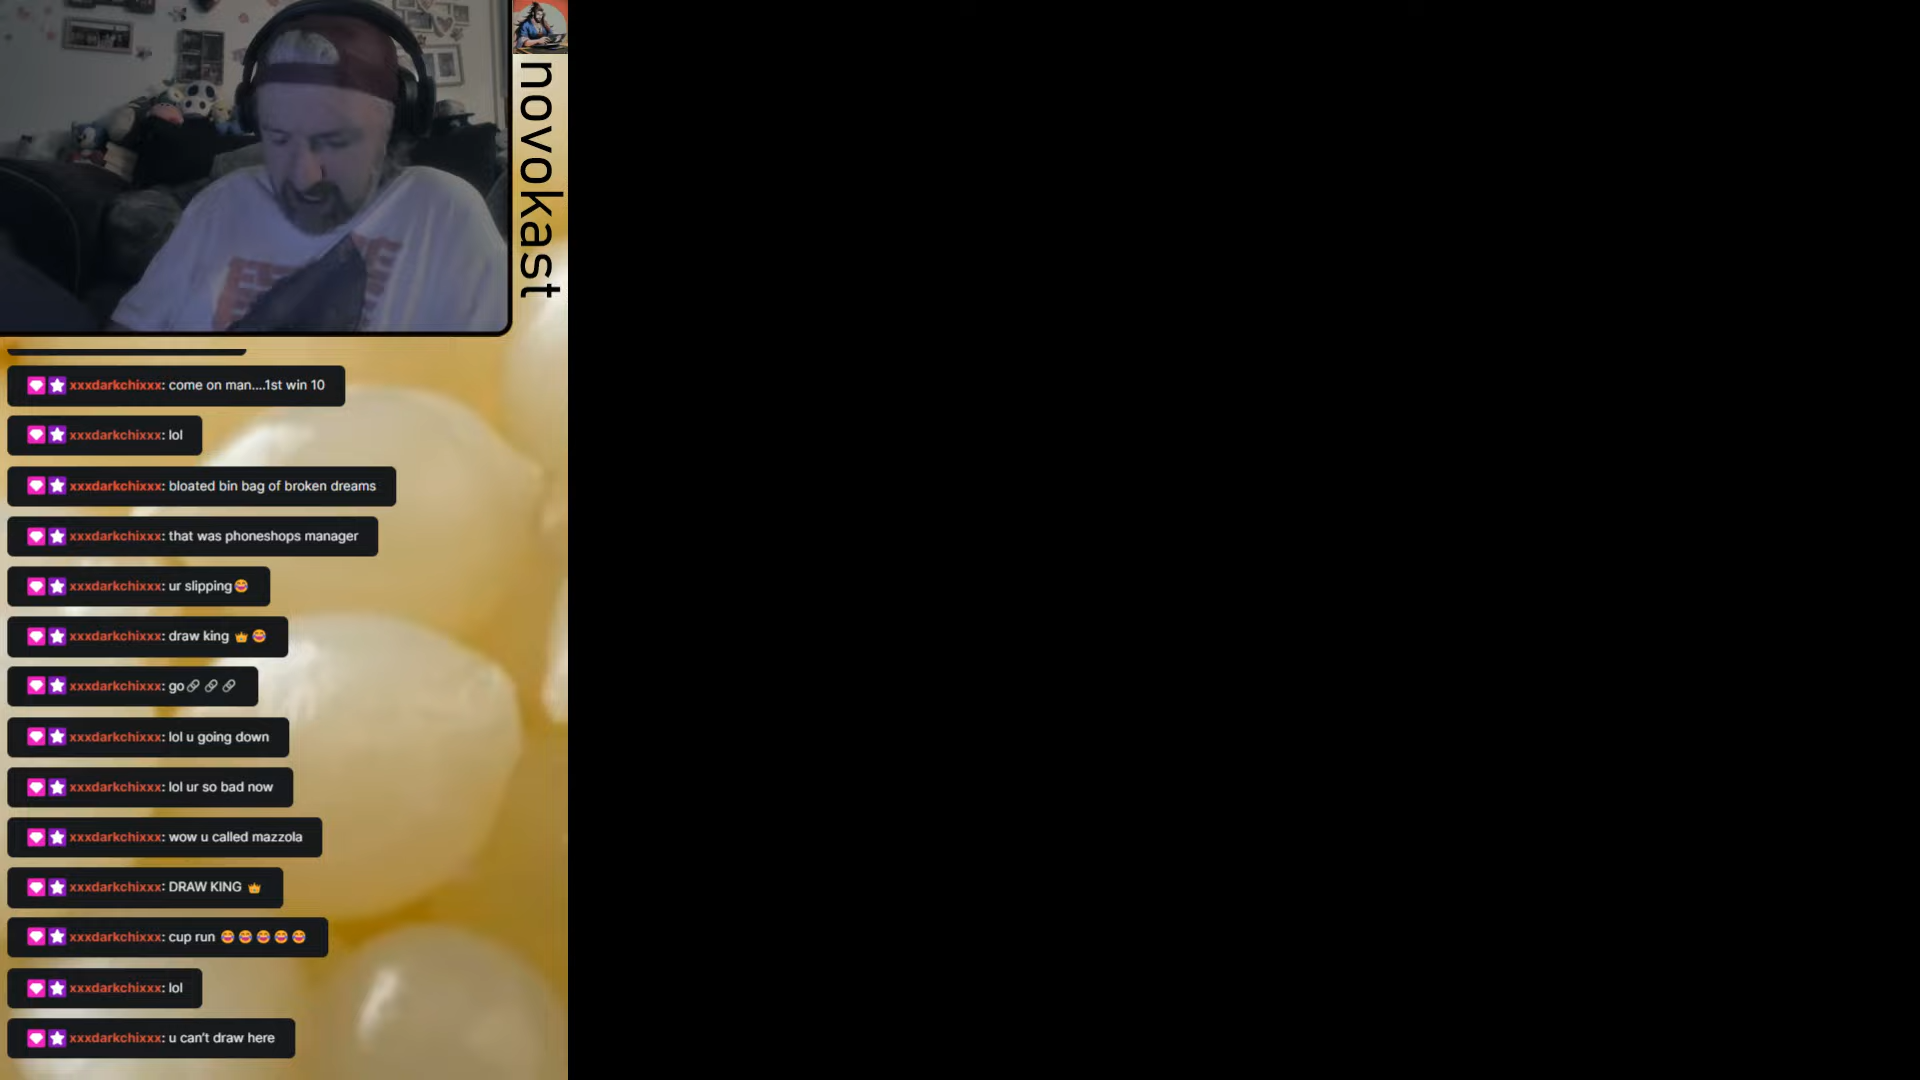 novokast
xxxdarkchixxx: come on man....1st win 10
xxxdarkchixxx: lol
xxxdarkchixxx: bloated bin bag of broken dreams
xxxdarkchixxx: that was phoneshops manager
xxxdarkchixxx: ur slipping😂
xxxdarkchixxx: draw king 👑 😂
xxxdarkchixxx: go🔗 🔗 🔗
xxxdarkchixxx: lol u going down
xxxdarkchixxx: lol ur so bad now
xxxdarkchixxx: wow u called mazzola
xxxdarkchixxx: DRAW KING 👑
xxxdarkchixxx: cup run 😂 😂 😂 😂 😂
xxxdarkchixxx: lol
xxxdarkchixxx: u can't draw here